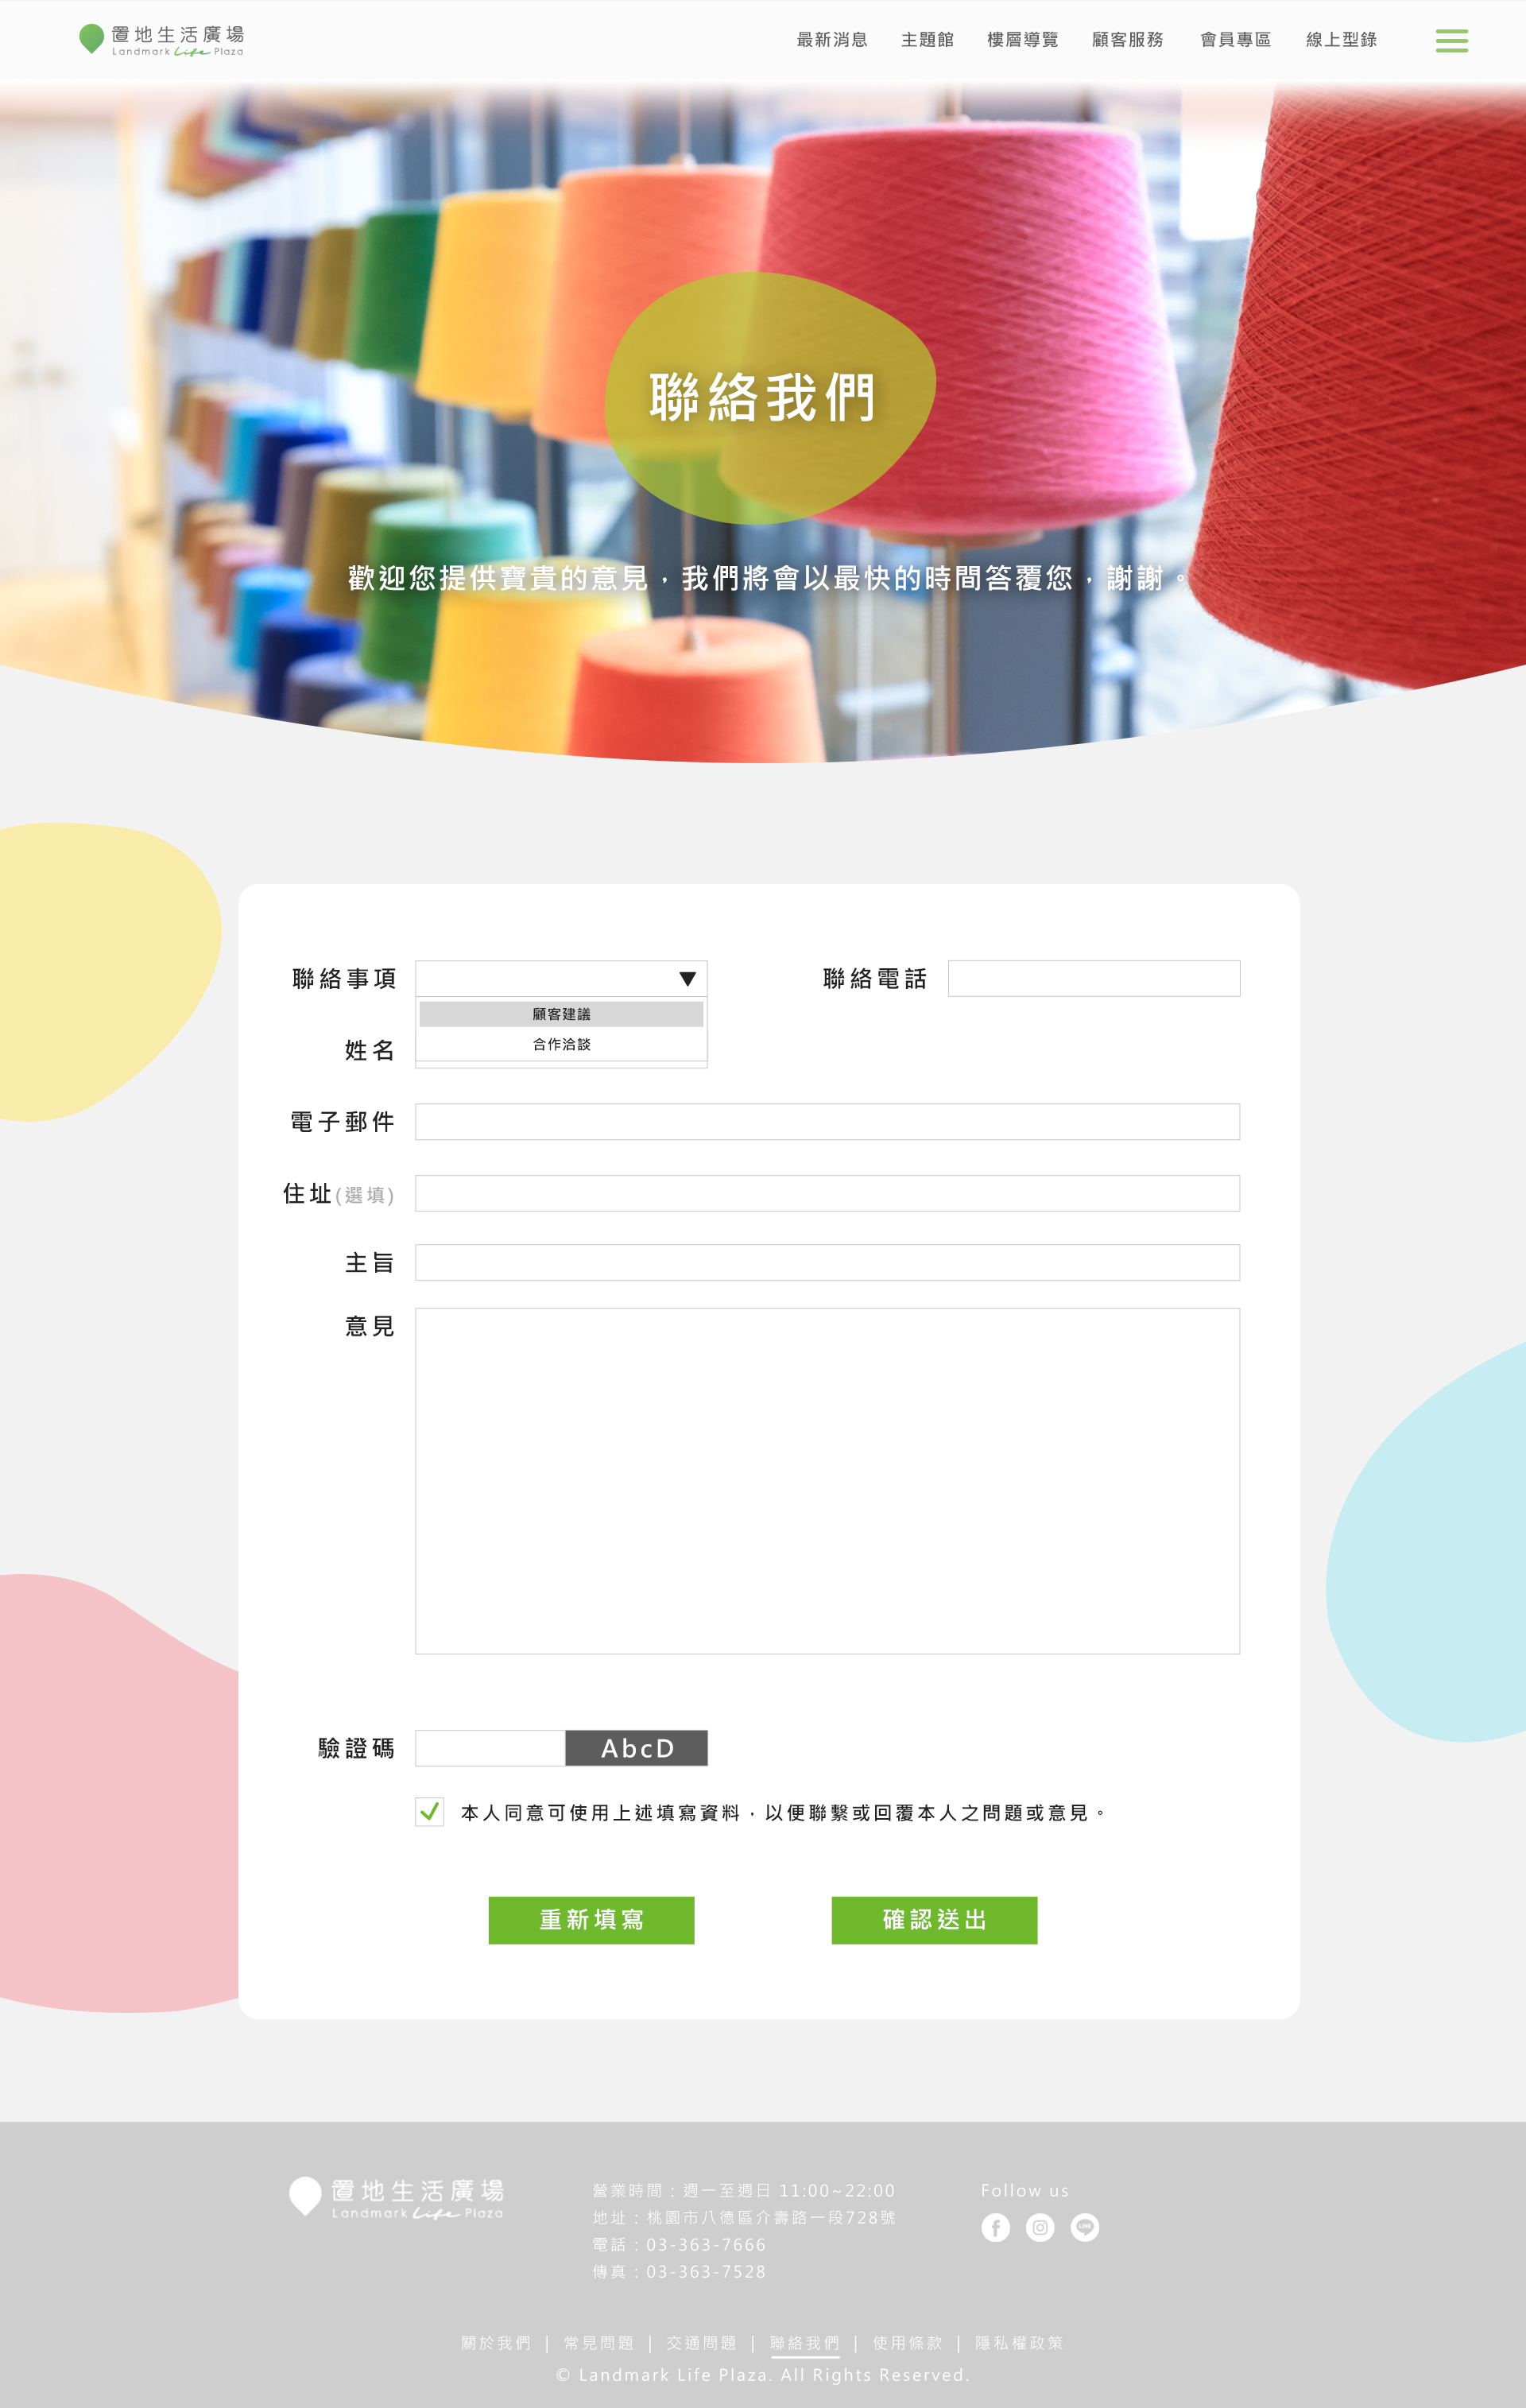 置地生活廣場
Landmark Life Plaza
最新消息 主題館 樓層導覽 顧客服務 會員專區 線上型錄
聯絡我們
歡迎您提供寶貴的意見，我們將會以最快的時間答覆您，謝謝。
聯絡事項
聯絡電話
顧客建議
合作洽談
姓名
電子郵件
住址(選填)
主旨
意見
驗證碼
AbcD
本人同意可使用上述填寫資料，以便聯繫或回覆本人之問題或意見。
重新填寫 確認送出
置地生活廣場
Landmark Life Plaza
營業時間：週一至週日 11:00~22:00
地址：桃園市八德區介壽路一段728號
電話：03-363-7666
傳真：03-363-7528
Follow us
LINE
關於我們 | 常見問題 | 交通問題 | 聯絡我們 | 使用條款 | 隱私權政策
© Landmark Life Plaza. All Rights Reserved.